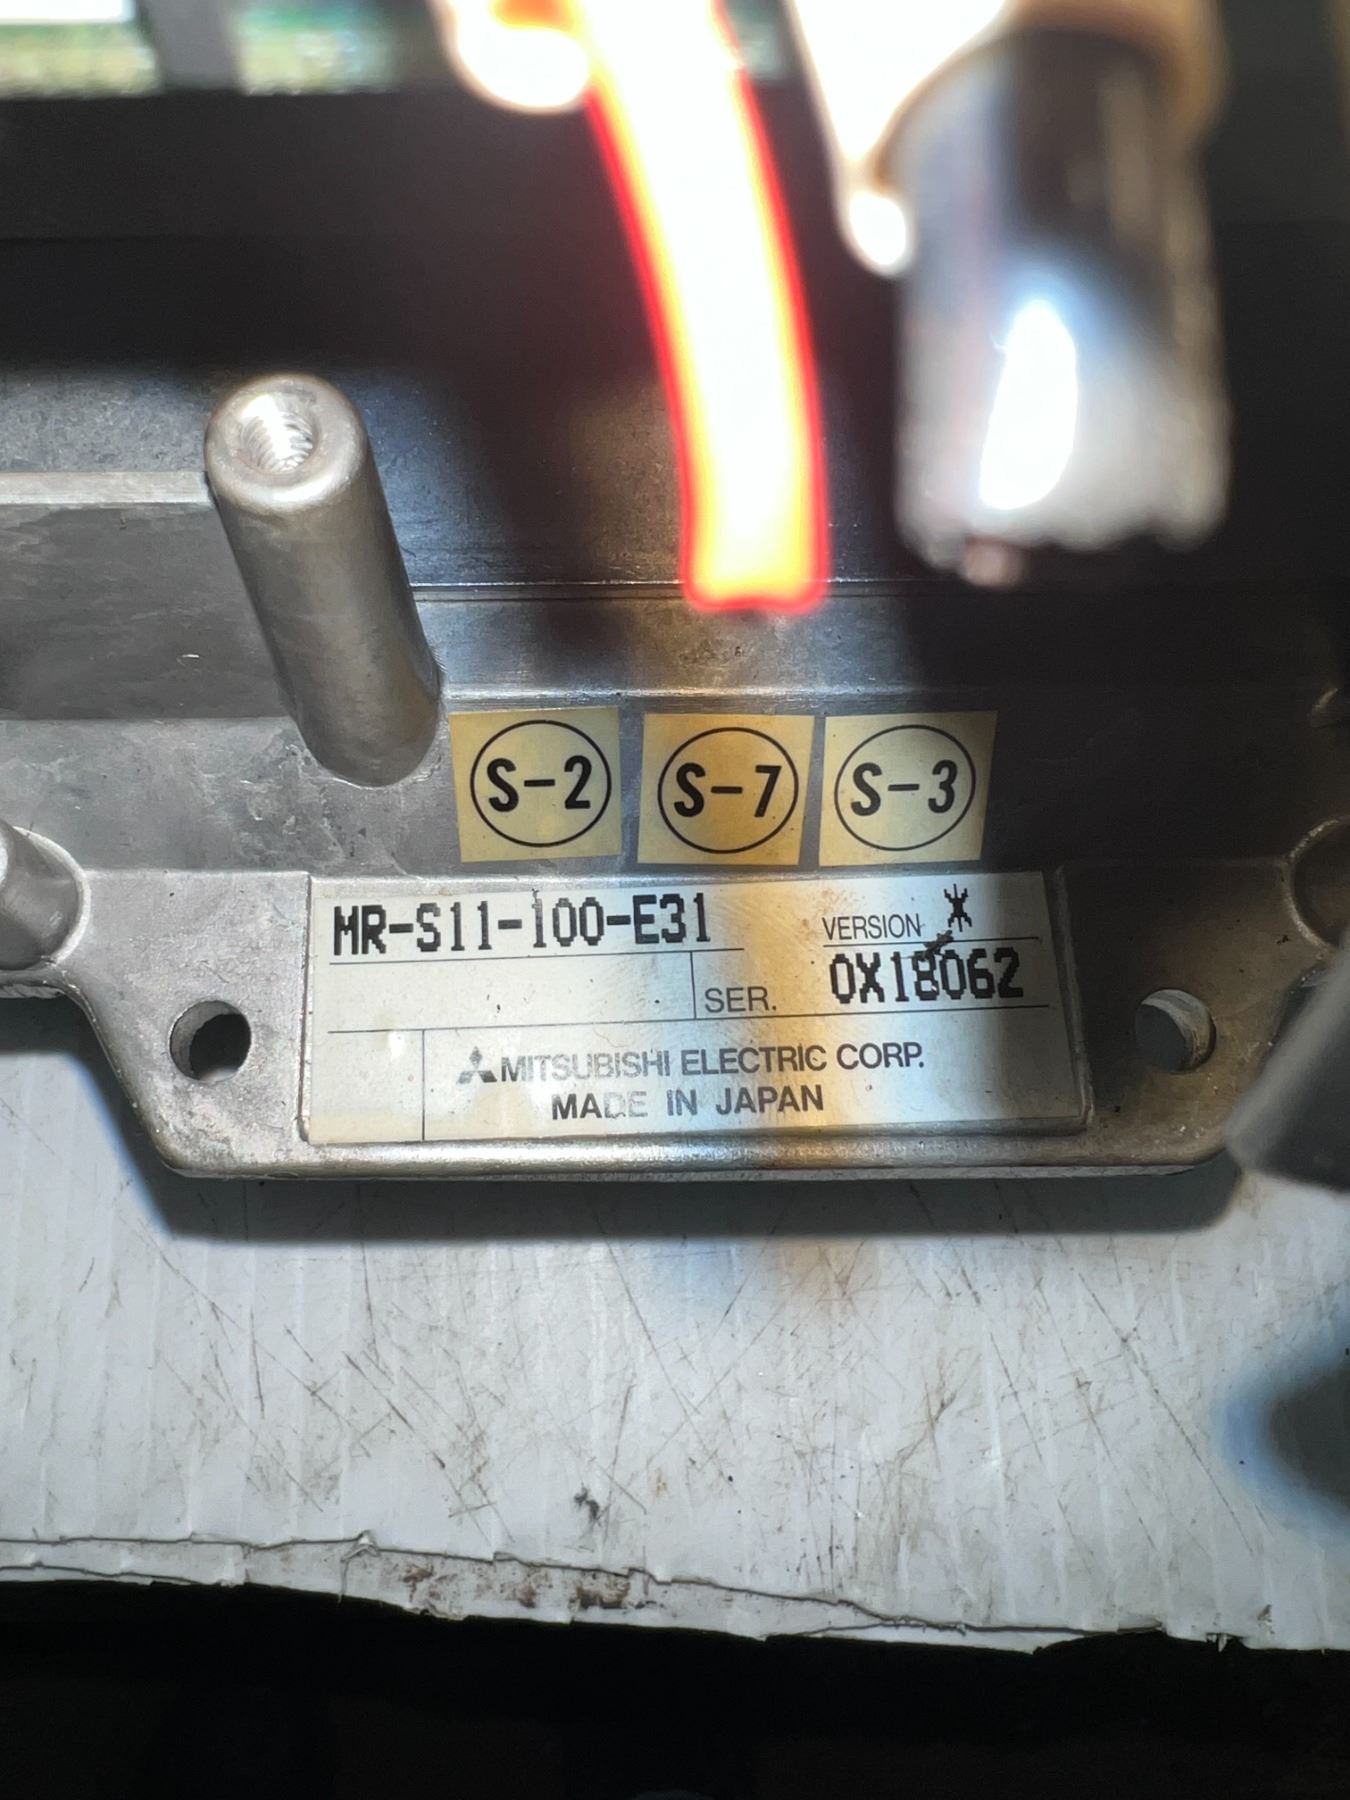 S-2 S-7 S-3
MR-S11-100-E31
VERSION ※
SER. 0X18062
MITSUBISHI ELECTRIC CORP.
MADE IN JAPAN